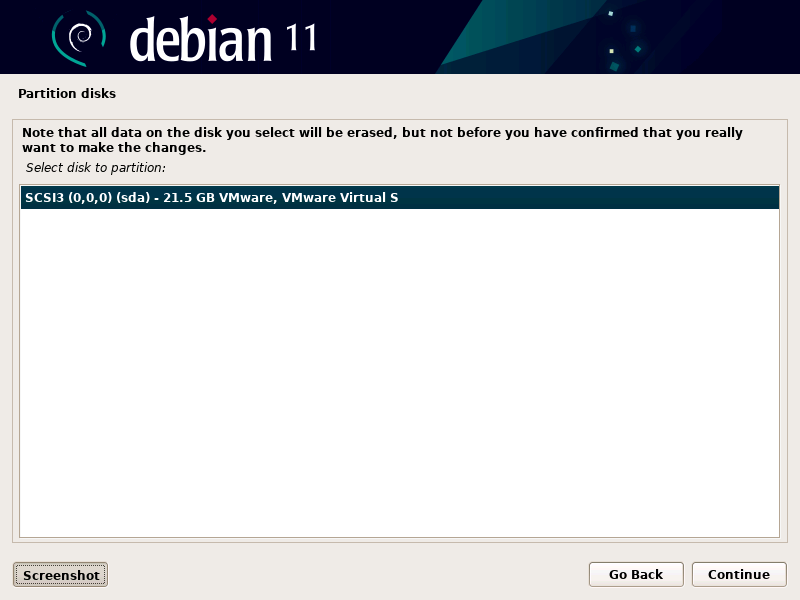 debian 11
Partition disks
Note that all data on the disk you select will be erased, but not before you have confirmed that you really
want to make the changes.
Select disk to partition:
SCSI3 (0,0,0) (sda) - 21.5 GB VMware, VMware Virtual S
Screenshot
Go Back
Continue